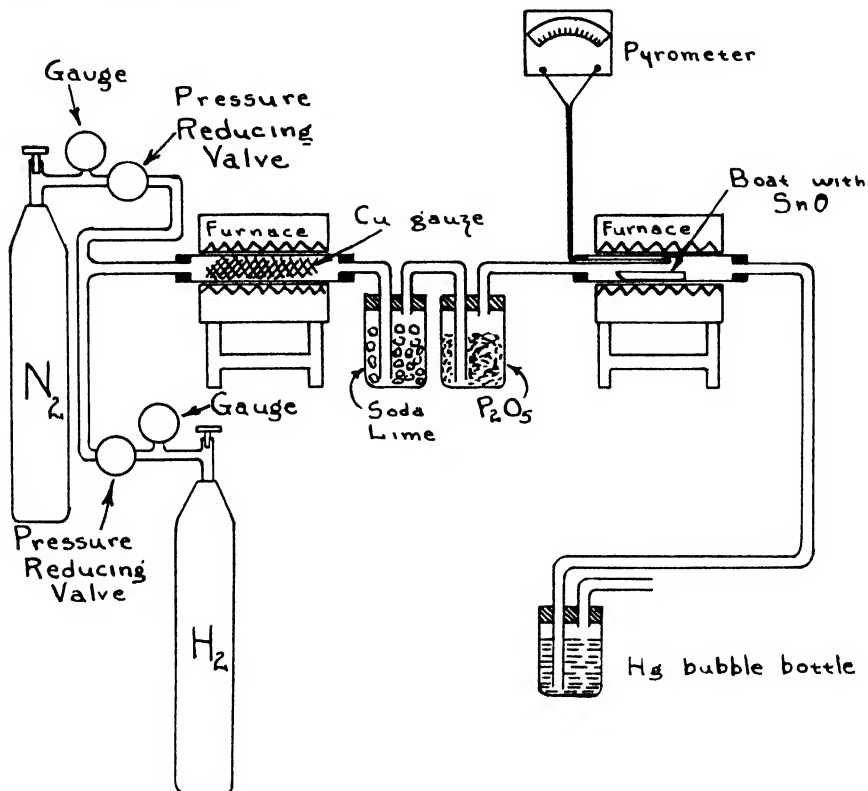 Gauge
Pressure
Reducing
Valve
Pyrometer
Boat with
SnO
Furnace
Cu gauze
Furnace
N₂
Soda
Lime
P₂O₅
Gauge
Pressure
Reducing
Valve
H₂
Hg bubble bottle